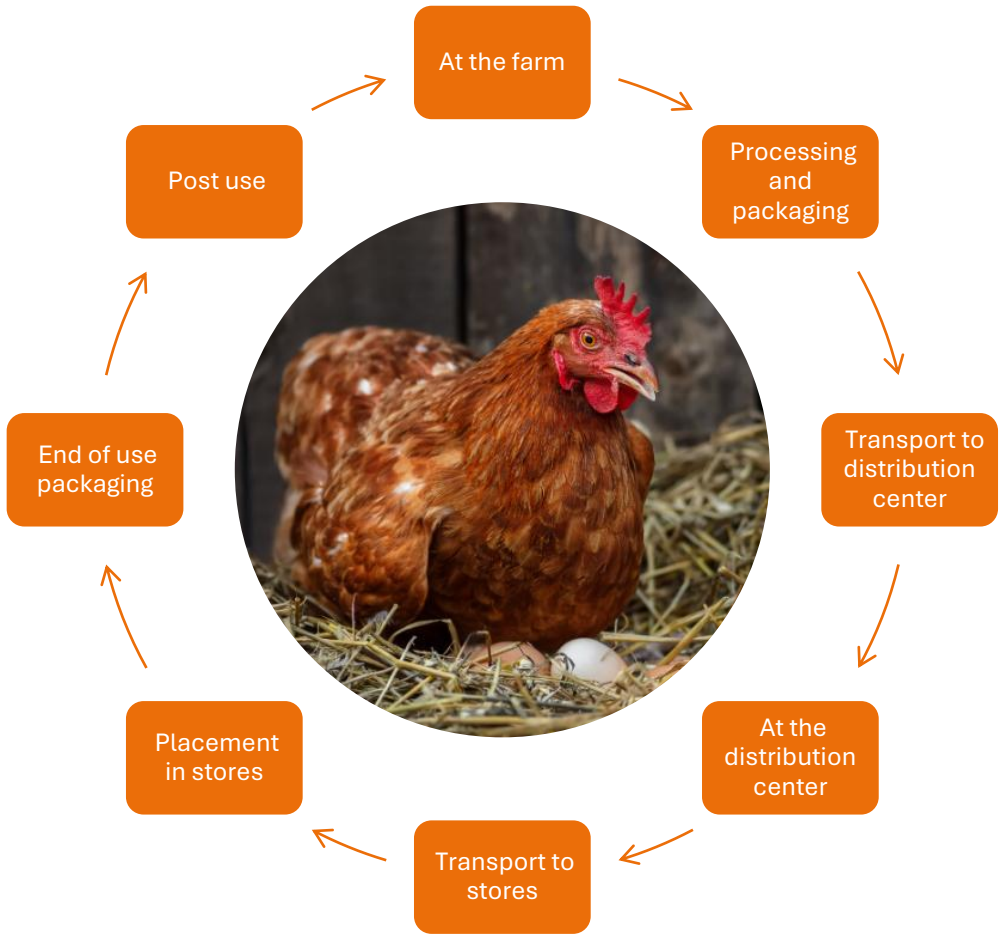 At the farm
Processing
and
packaging
Transport to
distribution
center
At the
distribution
center
Transport to
stores
Placement
in stores
End of use
packaging
Post use